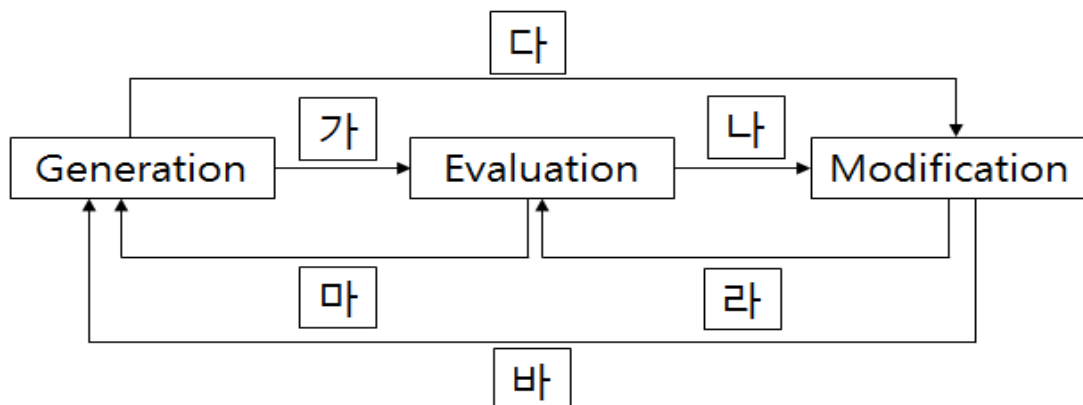 다
가
나
Generation
Evaluation
Modification
마
라
바